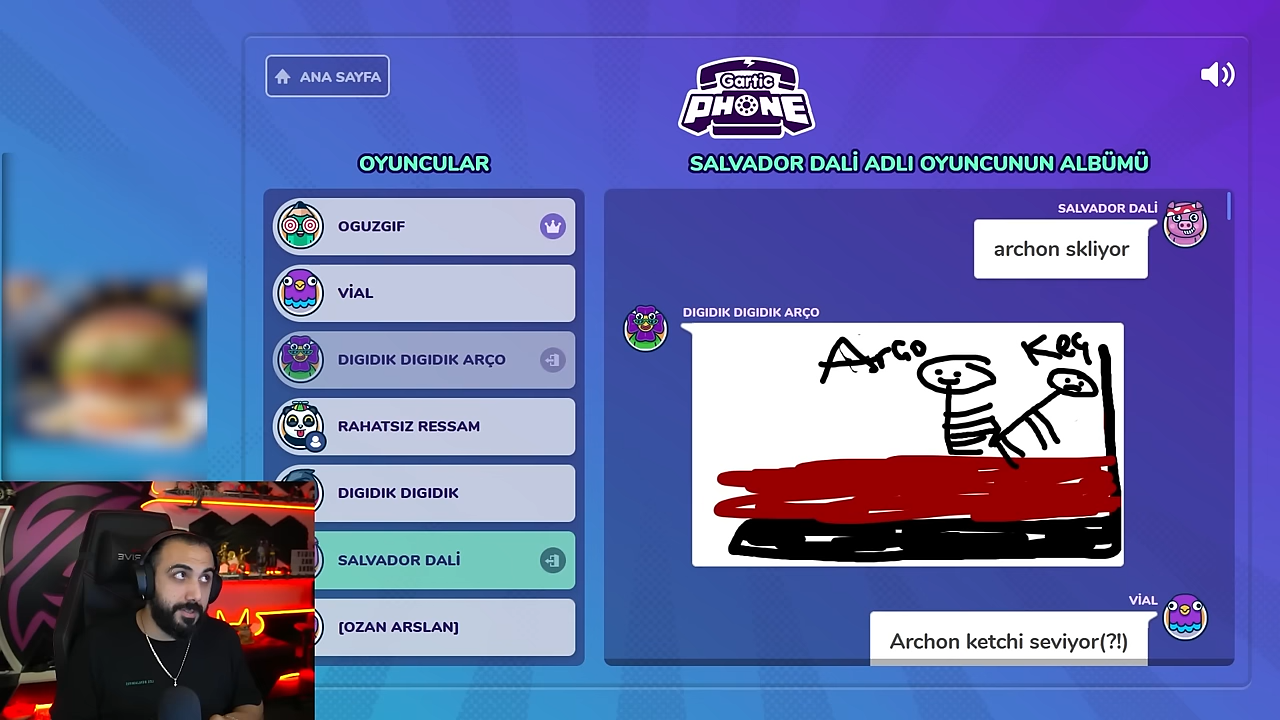 ANA SAYFA
Gartic
PHONE
OYUNCULAR
SALVADOR DALİ ADLI OYUNCUNUN ALBÜMÜ
OGUZGIF
VİAL
DIGIDIK DIGIDIK ARÇO
RAHATSIZ RESSAM
DIGIDIK DIGIDIK
SALVADOR DALİ
[OZAN ARSLAN]
SALVADOR DALİ
archon skliyor
DIGIDIK DIGIDIK ARÇO
Arço
Keç
VİAL
Archon ketchi seviyor(?!)